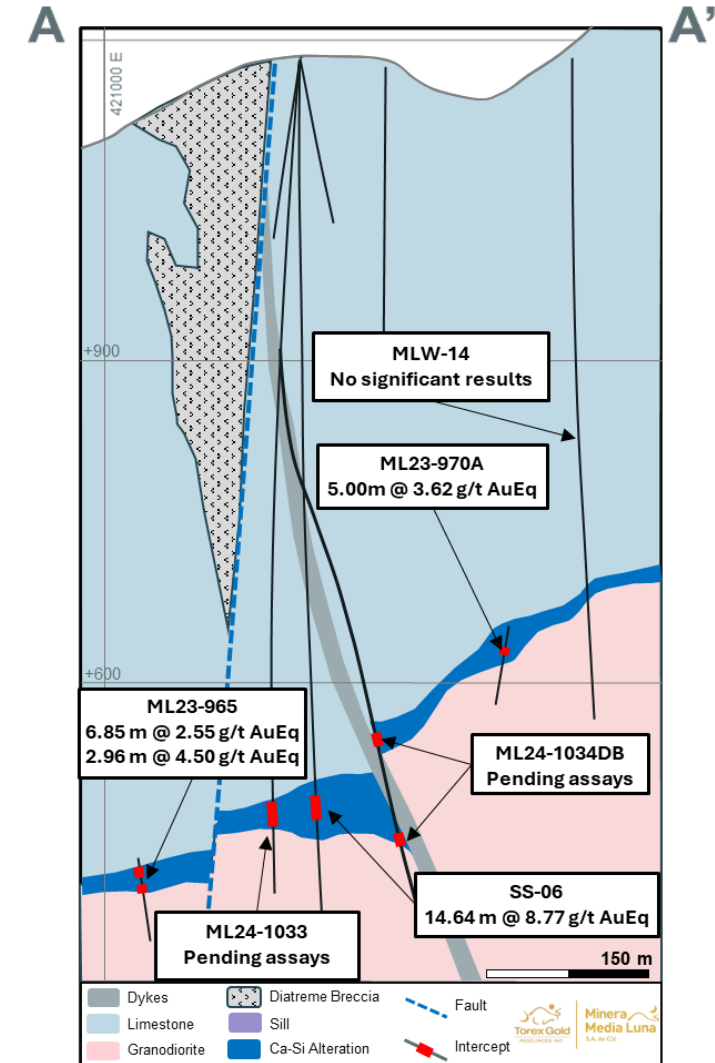 A
A’
421000 E
+900
MLW-14
No significant results
ML23-970A
5.00m @ 3.62 g/t AuEq
+600
ML23-965
6.85 m @ 2.55 g/t AuEq
2.96 m @ 4.50 g/t AuEq
ML24-1034DB
Pending assays
SS-06
14.64 m @ 8.77 g/t AuEq
ML24-1033
Pending assays
150 m
Dykes
Diatreme Breccia
Fault
Limestone
Sill
Granodiorite
Ca-Si Alteration
Intercept
Torex Gold
RESOURCES INC.
Minera
Media Luna
S.A. de C.V.